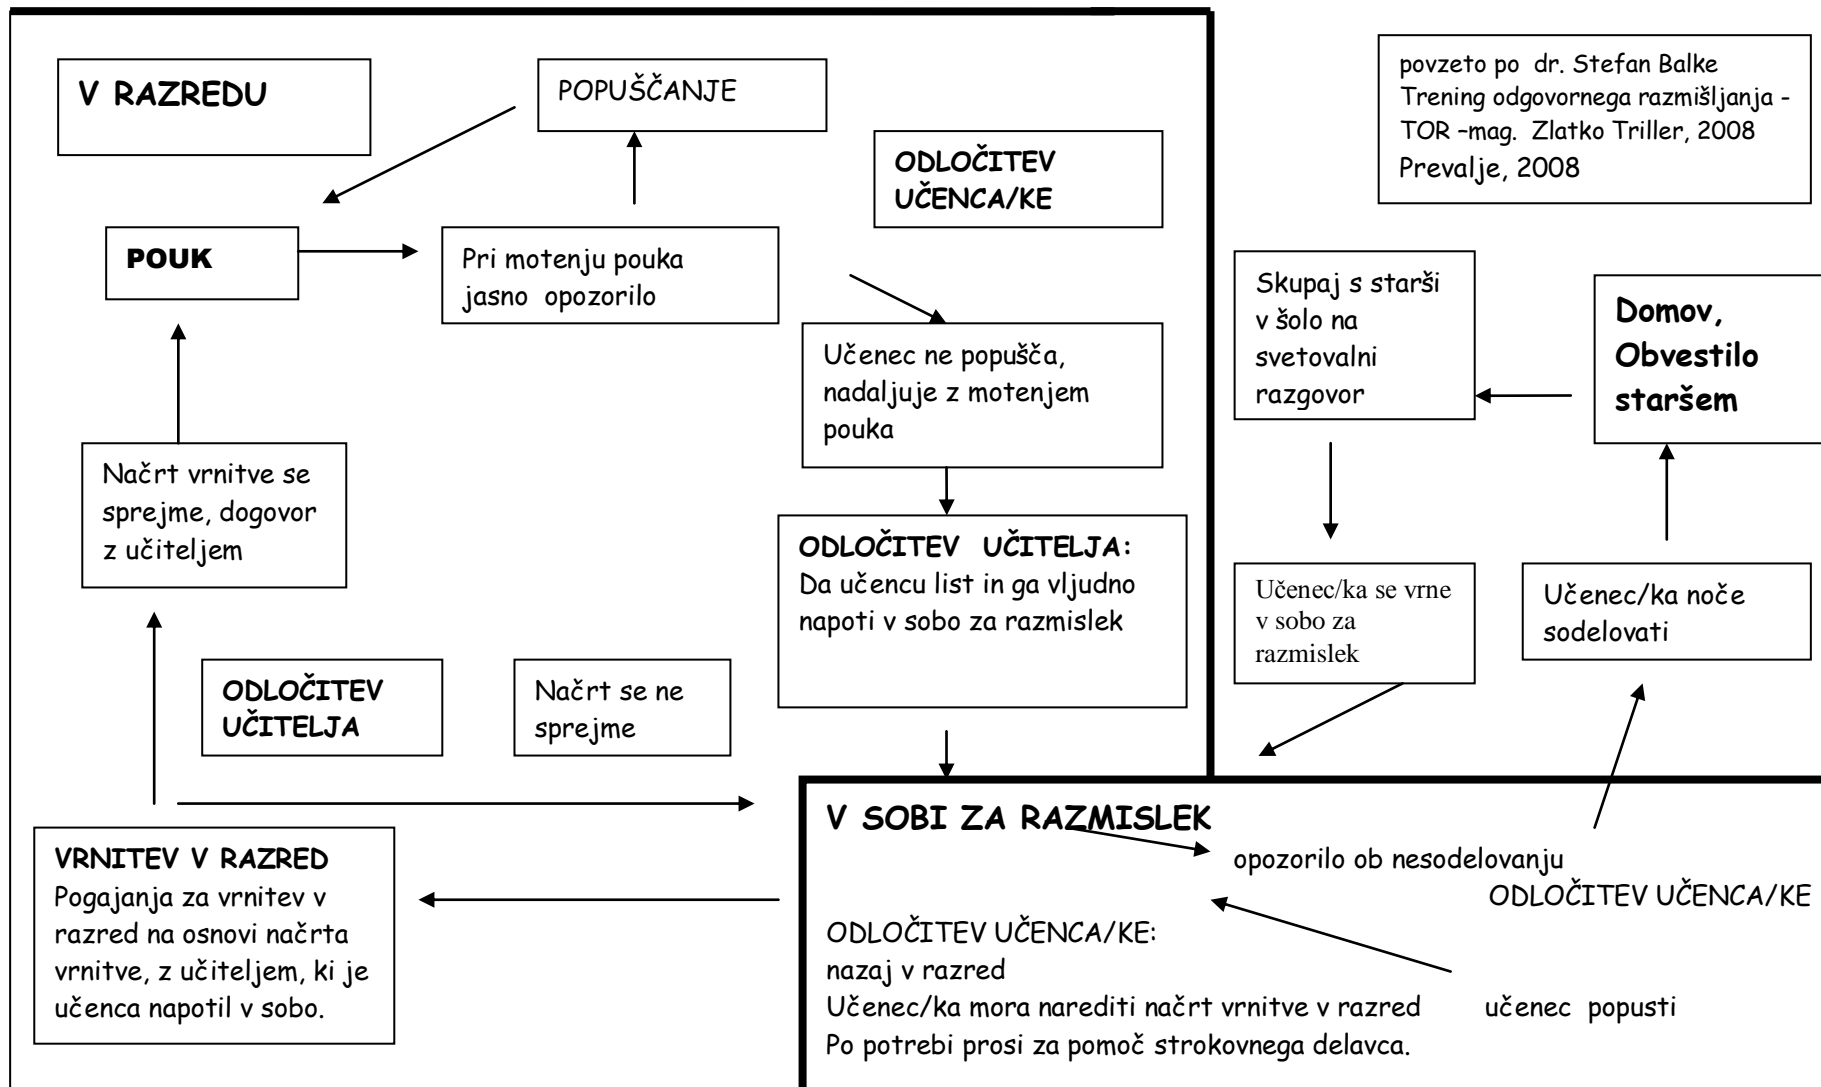 V RAZREDU
POPUŠČANJE
povzeto po dr. Stefan Balke
Trening odgovornega razmišljanja -
TOR –mag. Zlatko Triller, 2008
Prevalje, 2008
ODLOČITEV
UČENCA/KE
POUK
Pri motenju pouka
jasno opozorilo
Skupaj s starši
v šolo na
svetovalni
razgovor
Domov,
Obvestilo
staršem
Učenec ne popušča,
nadaljuje z motenjem
pouka
Načrt vrnitve se
sprejme, dogovor
z učiteljem
ODLOČITEV UČITELJA:
Da učencu list in ga vljudno
napoti v sobo za razmislek
Učenec/ka se vrne
v sobo za
razmislek
Učenec/ka noče
sodelovati
ODLOČITEV
UČITELJA
Načrt se ne
sprejme
VRNITEV V RAZRED
Pogajanja za vrnitev v
razred na osnovi načrta
vrnitve, z učiteljem, ki je
učenca napotil v sobo.
V SOBI ZA RAZMISLEK
opozorilo ob nesodelovanju
ODLOČITEV UČENCA/KE
ODLOČITEV UČENCA/KE:
nazaj v razred
Učenec/ka mora narediti načrt vrnitve v razred
učenec popusti
Po potrebi prosi za pomoč strokovnega delavca.